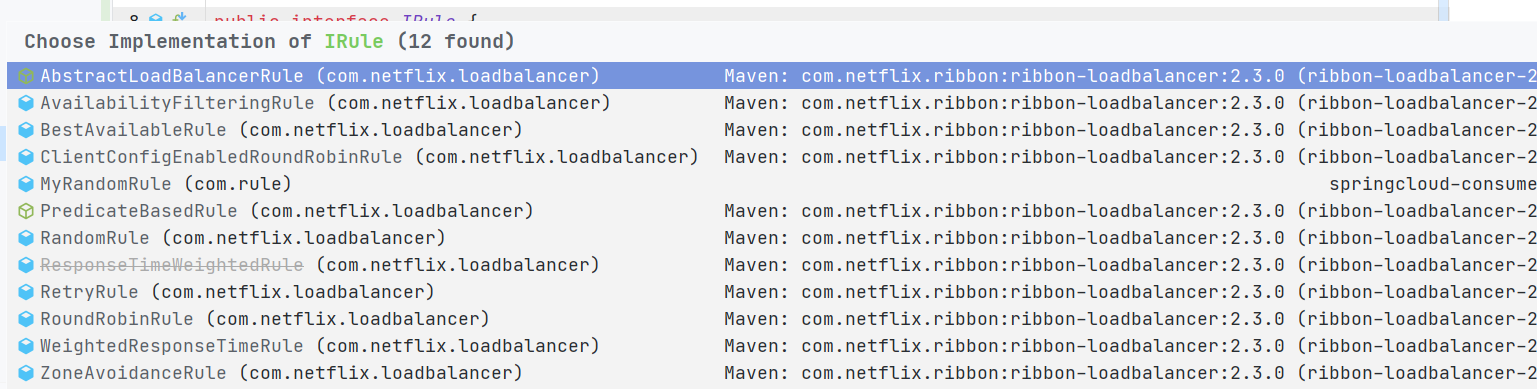 8 public interface IRule {
Choose Implementation of IRule (12 found)
AbstractLoadBalancerRule (com.netflix.loadbalancer) Maven: com.netflix.ribbon:ribbon-loadbalancer:2.3.0 (ribbon-loadbalancer-2
AvailabilityFilteringRule (com.netflix.loadbalancer) Maven: com.netflix.ribbon:ribbon-loadbalancer:2.3.0 (ribbon-loadbalancer-2
BestAvailableRule (com.netflix.loadbalancer) Maven: com.netflix.ribbon:ribbon-loadbalancer:2.3.0 (ribbon-loadbalancer-2
ClientConfigEnabledRoundRobinRule (com.netflix.loadbalancer) Maven: com.netflix.ribbon:ribbon-loadbalancer:2.3.0 (ribbon-loadbalancer-2
MyRandomRule (com.rule) springcloud-consume
PredicateBasedRule (com.netflix.loadbalancer) Maven: com.netflix.ribbon:ribbon-loadbalancer:2.3.0 (ribbon-loadbalancer-2
RandomRule (com.netflix.loadbalancer) Maven: com.netflix.ribbon:ribbon-loadbalancer:2.3.0 (ribbon-loadbalancer-2
ResponseTimeWeightedRule (com.netflix.loadbalancer) Maven: com.netflix.ribbon:ribbon-loadbalancer:2.3.0 (ribbon-loadbalancer-2
RetryRule (com.netflix.loadbalancer) Maven: com.netflix.ribbon:ribbon-loadbalancer:2.3.0 (ribbon-loadbalancer-2
RoundRobinRule (com.netflix.loadbalancer) Maven: com.netflix.ribbon:ribbon-loadbalancer:2.3.0 (ribbon-loadbalancer-2
WeightedResponseTimeRule (com.netflix.loadbalancer) Maven: com.netflix.ribbon:ribbon-loadbalancer:2.3.0 (ribbon-loadbalancer-2
ZoneAvoidanceRule (com.netflix.loadbalancer) Maven: com.netflix.ribbon:ribbon-loadbalancer:2.3.0 (ribbon-loadbalancer-2